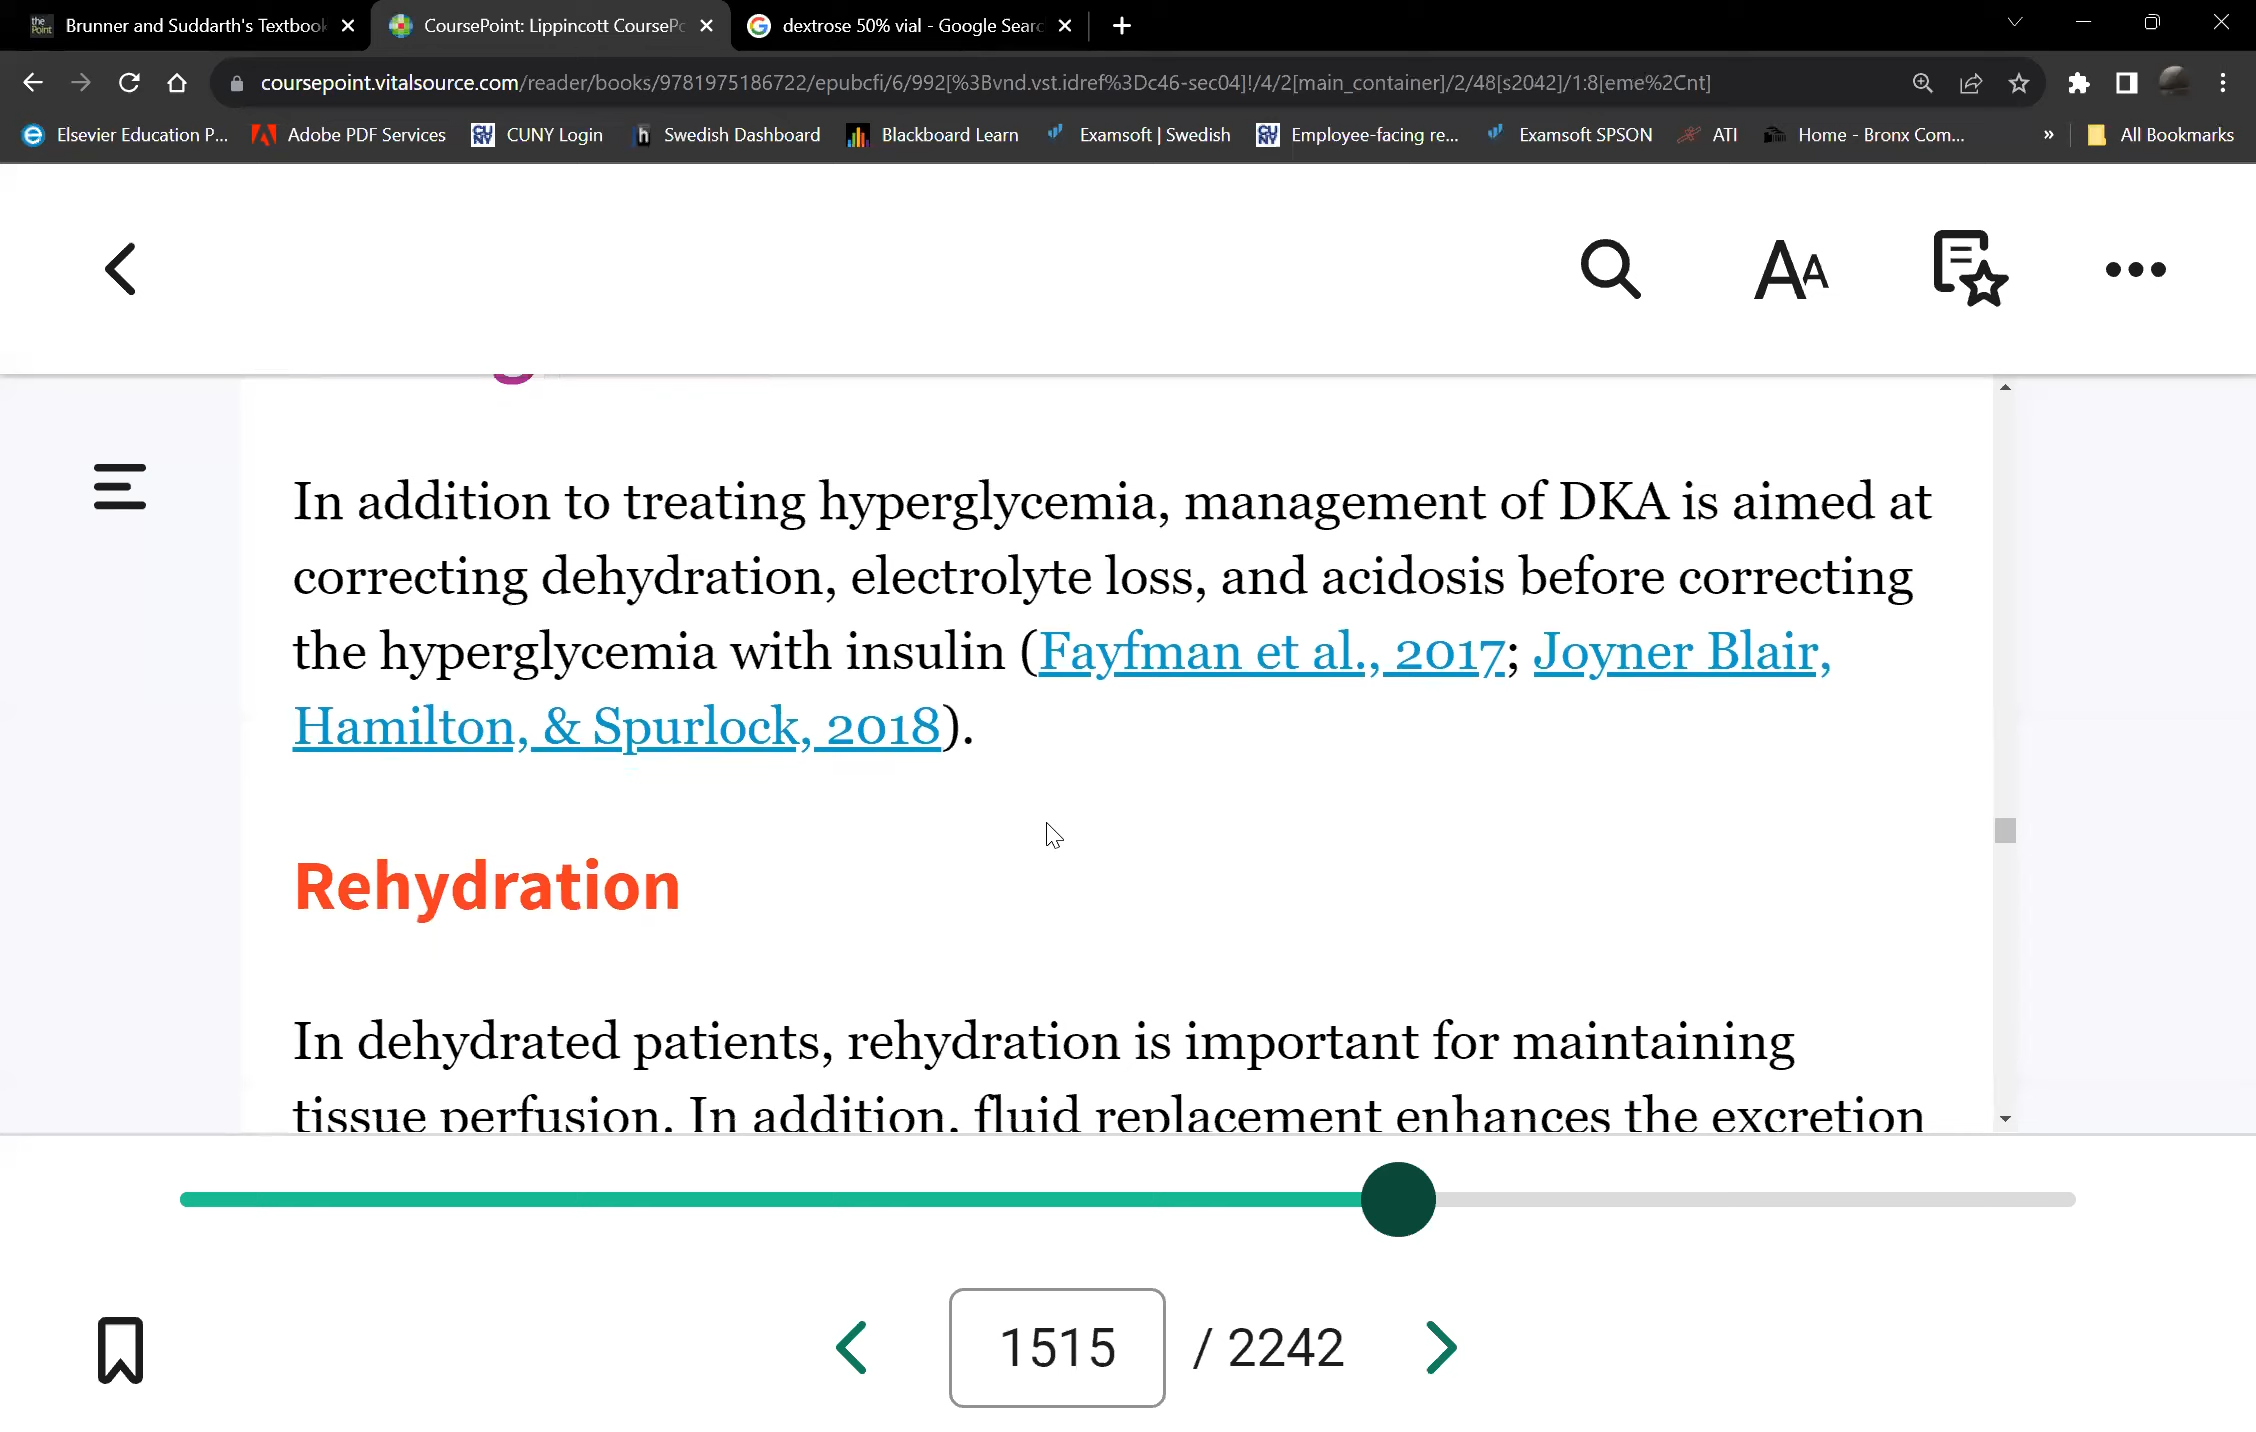 the Point
Brunner and Suddarth's Textbook
CoursePoint: Lippincott CoursePo
dextrose 50% vial - Google Searc
coursepoint.vitalsource.com/reader/books/9781975186722/epubcfi/6/992[%3Bvnd.vst.idref%3Dc46-sec04]!/4/2[main_container]/2/48[s2042]/1:8[eme%2Cnt]
Elsevier Education P... Adobe PDF Services CUNY Login Swedish Dashboard Blackboard Learn Examsoft | Swedish Employee-facing re... Examsoft SPSON ATI Home - Bronx Com... » All Bookmarks
AA
In addition to treating hyperglycemia, management of DKA is aimed at
correcting dehydration, electrolyte loss, and acidosis before correcting
the hyperglycemia with insulin (Fayfman et al., 2017; Joyner Blair,
Hamilton, & Spurlock, 2018).
Rehydration
In dehydrated patients, rehydration is important for maintaining
tissue perfusion. In addition, fluid replacement enhances the excretion
1515 / 2242